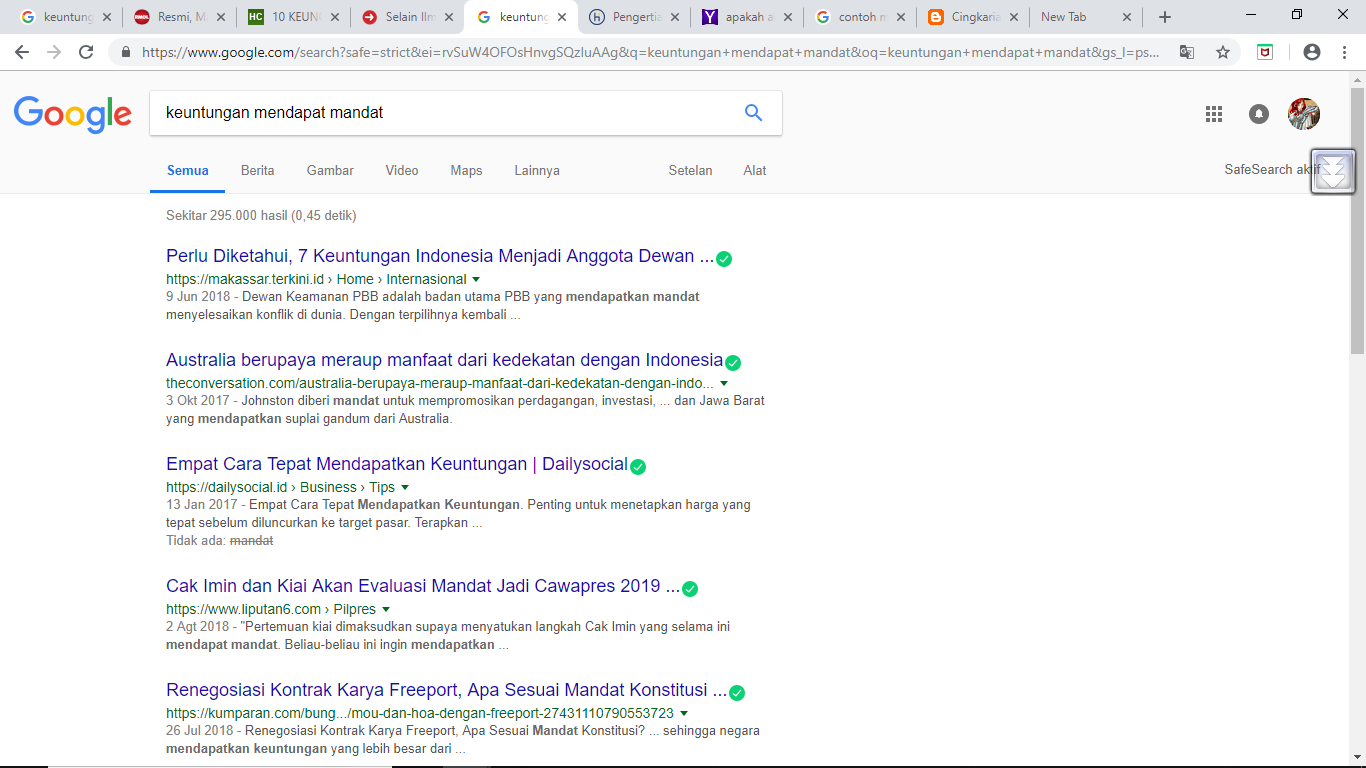 keuntung
Resmi, M
10 KEUN
Selain Ilm
keuntung
Pengertia
apakah a
contoh m
Cingkaria
New Tab
https://www.google.com/search?safe=strict&ei=rvSuW4OFOsHnvgSQzluAAg&q=keuntungan+mendapat+mandat&oq=keuntungan+mendapat+mandat&gs_l=ps...
Google
keuntungan mendapat mandat
Semua Berita Gambar Video Maps Lainnya Setelan Alat
SafeSearch aktif
Sekitar 295.000 hasil (0,45 detik)
Perlu Diketahui, 7 Keuntungan Indonesia Menjadi Anggota Dewan ...
https://makassar.terkini.id › Home › Internasional
9 Jun 2018 - Dewan Keamanan PBB adalah badan utama PBB yang mendapatkan mandat
menyelesaikan konflik di dunia. Dengan terpilihnya kembali ...
Australia berupaya meraup manfaat dari kedekatan dengan Indonesia
theconversation.com/australia-berupaya-meraup-manfaat-dari-kedekatan-dengan-indo...
3 Okt 2017 - Johnston diberi mandat untuk mempromosikan perdagangan, investasi, ... dan Jawa Barat
yang mendapatkan suplai gandum dari Australia.
Empat Cara Tepat Mendapatkan Keuntungan | Dailysocial
https://dailysocial.id › Business › Tips
13 Jan 2017 - Empat Cara Tepat Mendapatkan Keuntungan. Penting untuk menetapkan harga yang
tepat sebelum diluncurkan ke target pasar. Terapkan ...
Tidak ada: mandat
Cak Imin dan Kiai Akan Evaluasi Mandat Jadi Cawapres 2019 ...
https://www.liputan6.com › Pilpres
2 Agt 2018 - "Pertemuan kiai dimaksudkan supaya menyatukan langkah Cak Imin yang selama ini
mendapat mandat. Beliau-beliau ini ingin mendapatkan ...
Renegosiasi Kontrak Karya Freeport, Apa Sesuai Mandat Konstitusi ...
https://kumparan.com/bung.../mou-dan-hoa-dengan-freeport-27431110790553723
26 Jul 2018 - Renegosiasi Kontrak Karya Freeport, Apa Sesuai Mandat Konstitusi? ... sehingga negara
mendapatkan keuntungan yang lebih besar dari ...